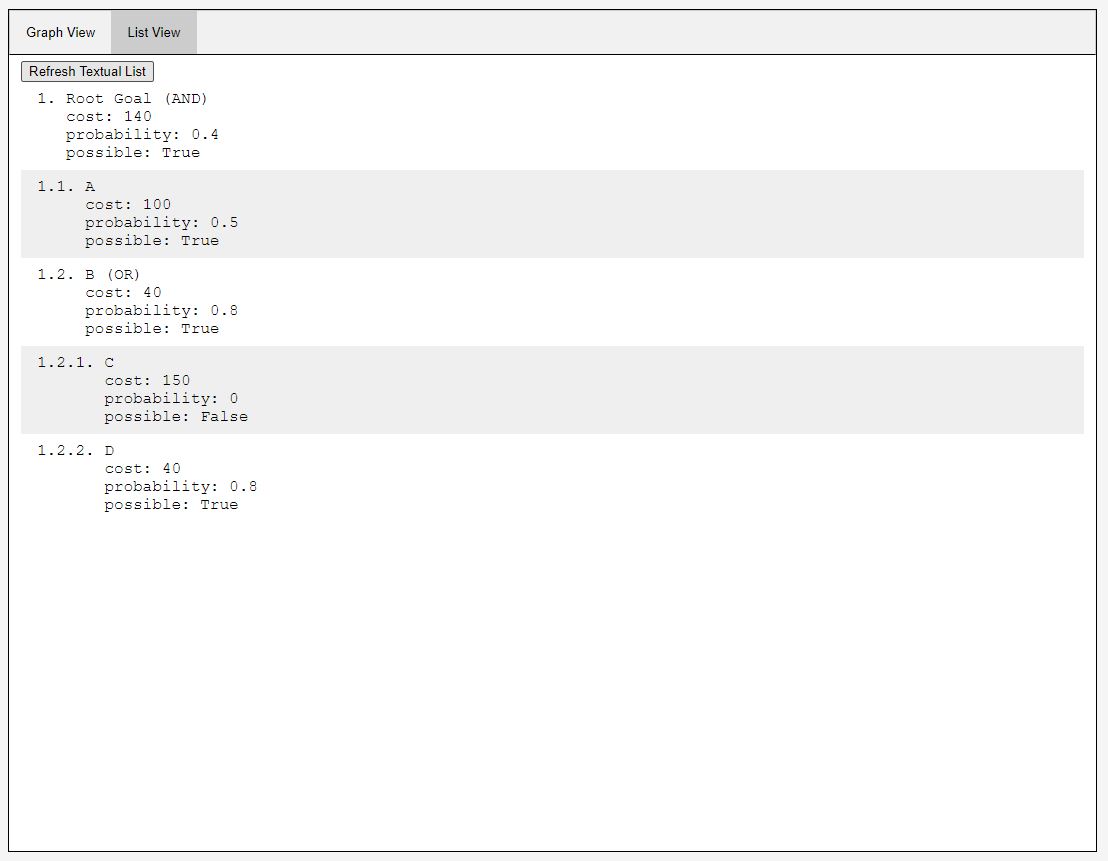 Graph View List View
Refresh Textual List
1. Root Goal (AND)
cost: 140
probability: 0.4
possible: True
1.1. A
cost: 100
probability: 0.5
possible: True
1.2. B (OR)
cost: 40
probability: 0.8
possible: True
1.2.1. C
cost: 150
probability: 0
possible: False
1.2.2. D
cost: 40
probability: 0.8
possible: True